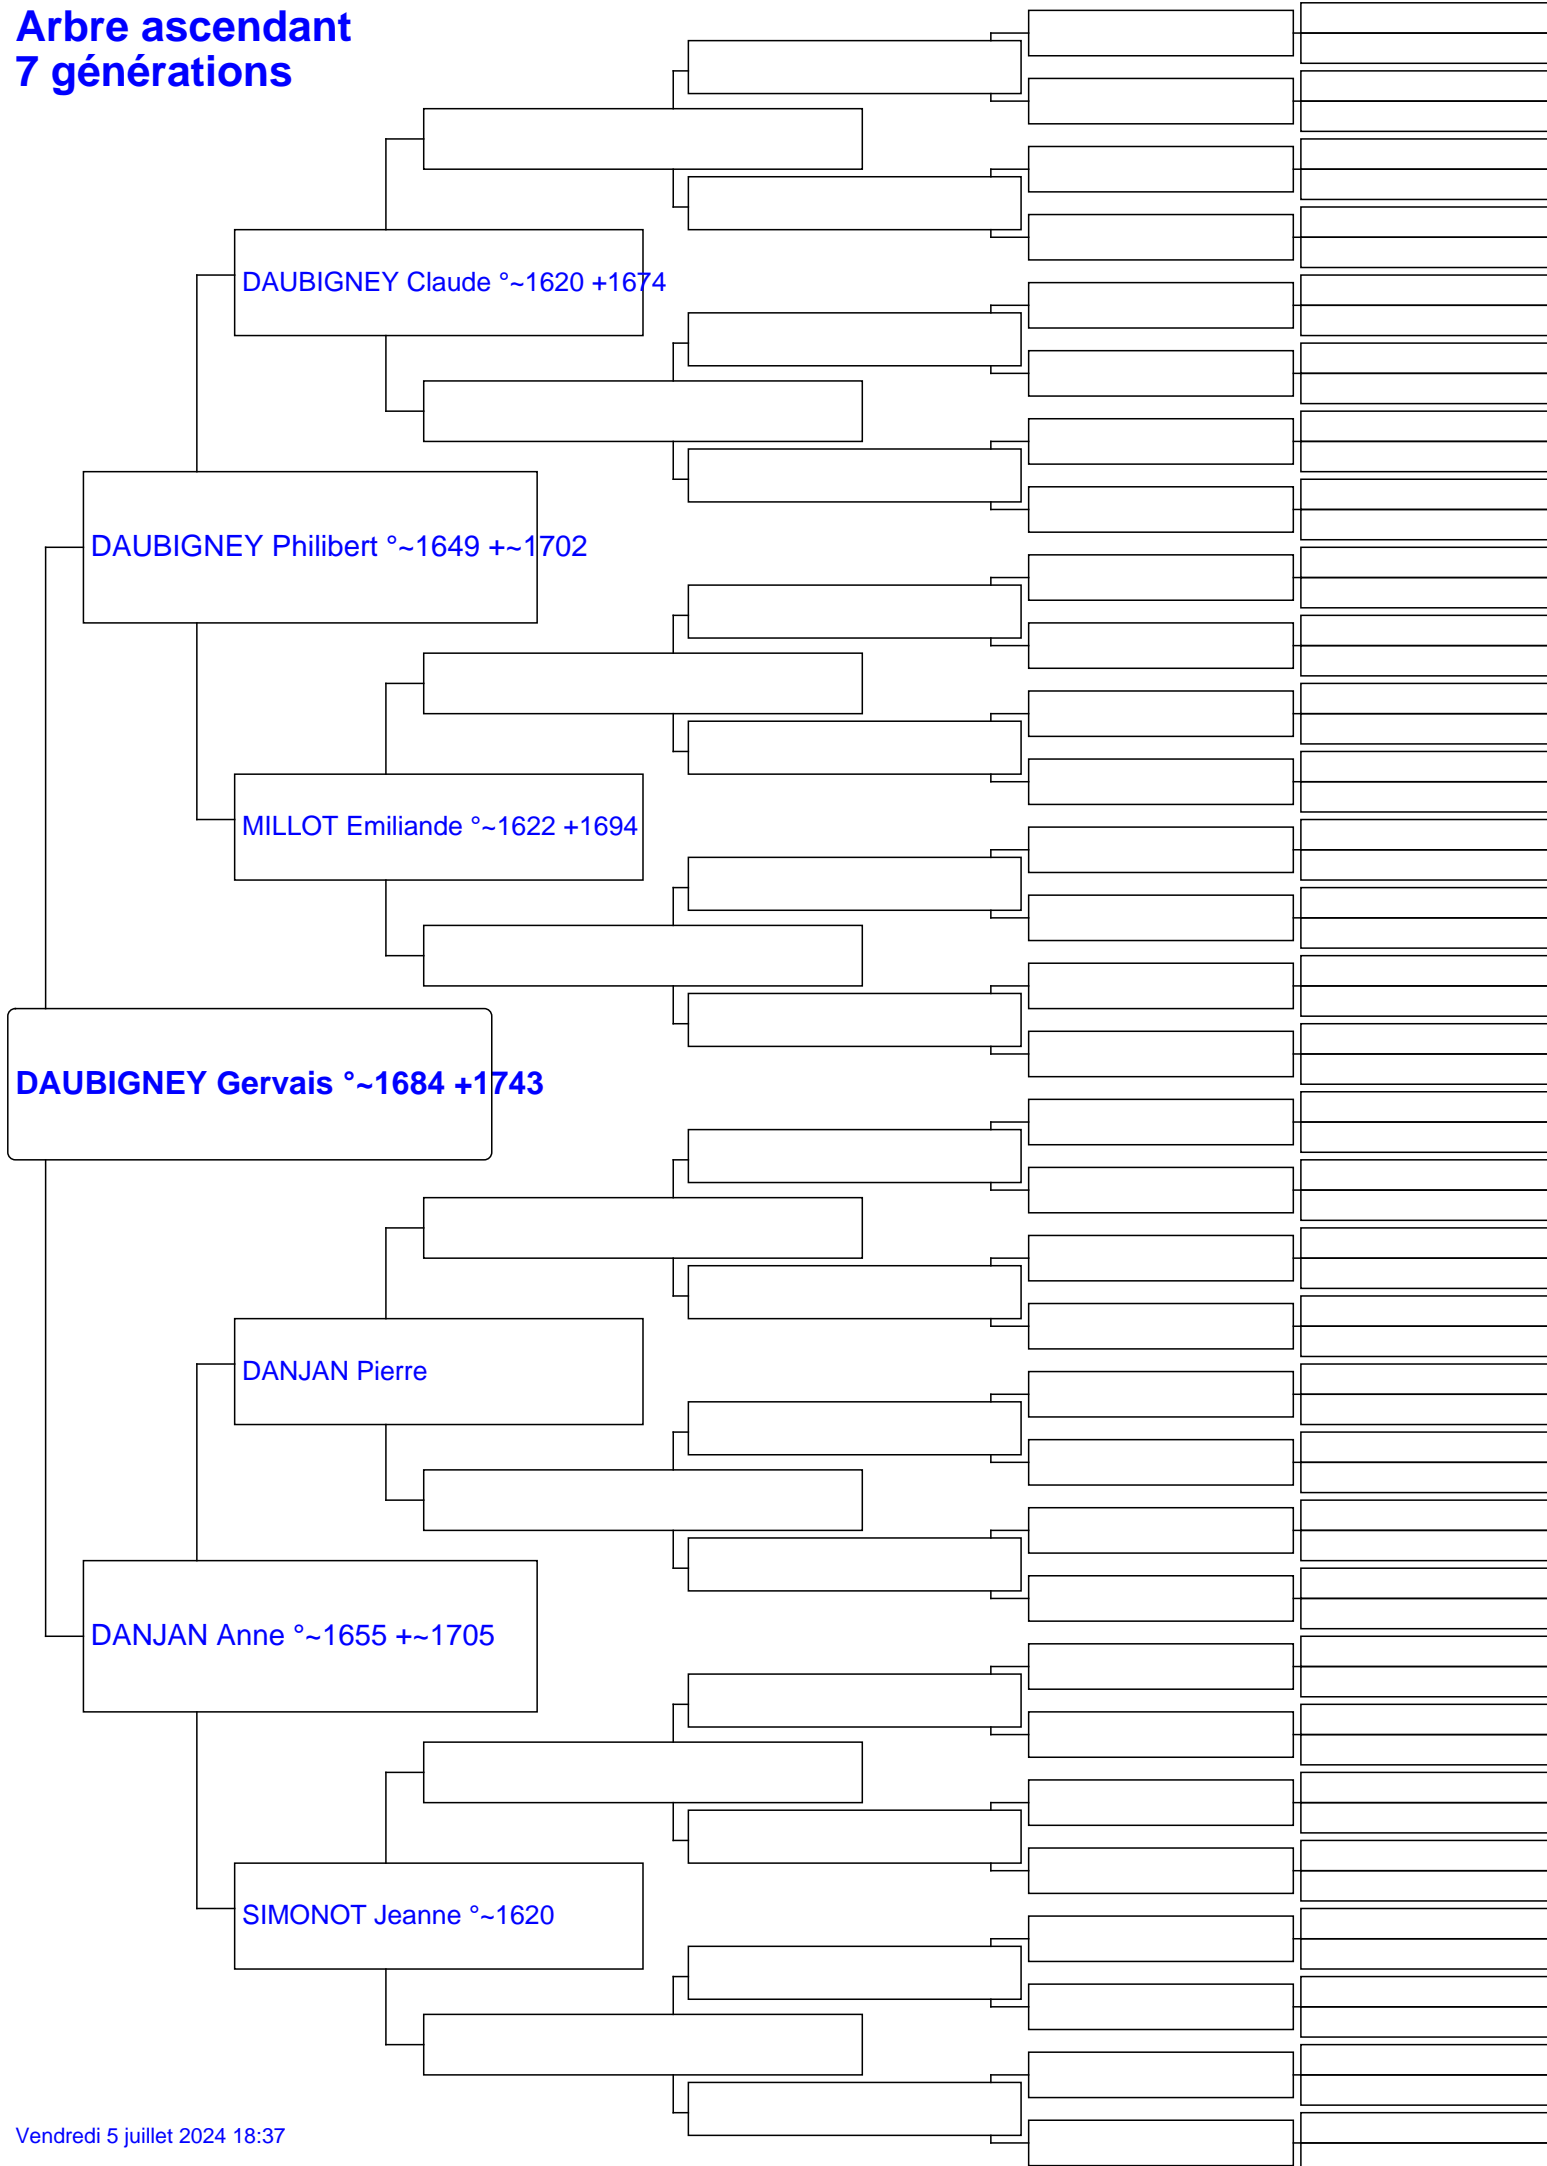 Arbre ascendant
7 générations
DAUBIGNEY Claude °~1620 +1674
DAUBIGNEY Philibert °~1649 +~1702
MILLOT Emiliande °~1622 +1694
DAUBIGNEY Gervais °~1684 +1743
DANJAN Pierre
DANJAN Anne °~1655 +~1705
SIMONOT Jeanne °~1620
Vendredi 5 juillet 2024 18:37